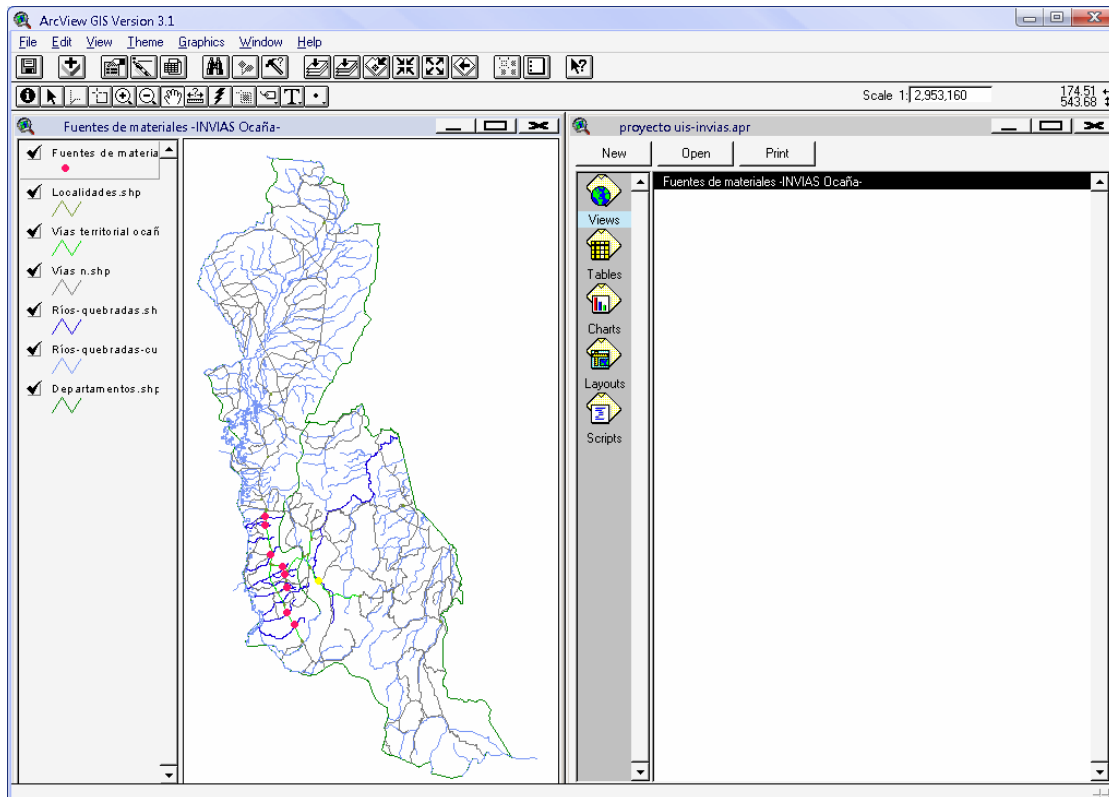 ArcView GIS Version 3.1
File Edit View Theme Graphics Window Help
Scale 1: 2,953,160
174.51
543.68
Fuentes de materiales -INVIAS Ocaña-
Fuentes de materia
Localidades.shp
Vías territorial ocañ
Vías n.shp
Ríos-quebradas.sh
Ríos-quebradas-cu
Departamentos.shp
proyecto uis-invias.apr
New Open Print
Fuentes de materiales -INVIAS Ocaña-
Views
Tables
Charts
Layouts
Scripts